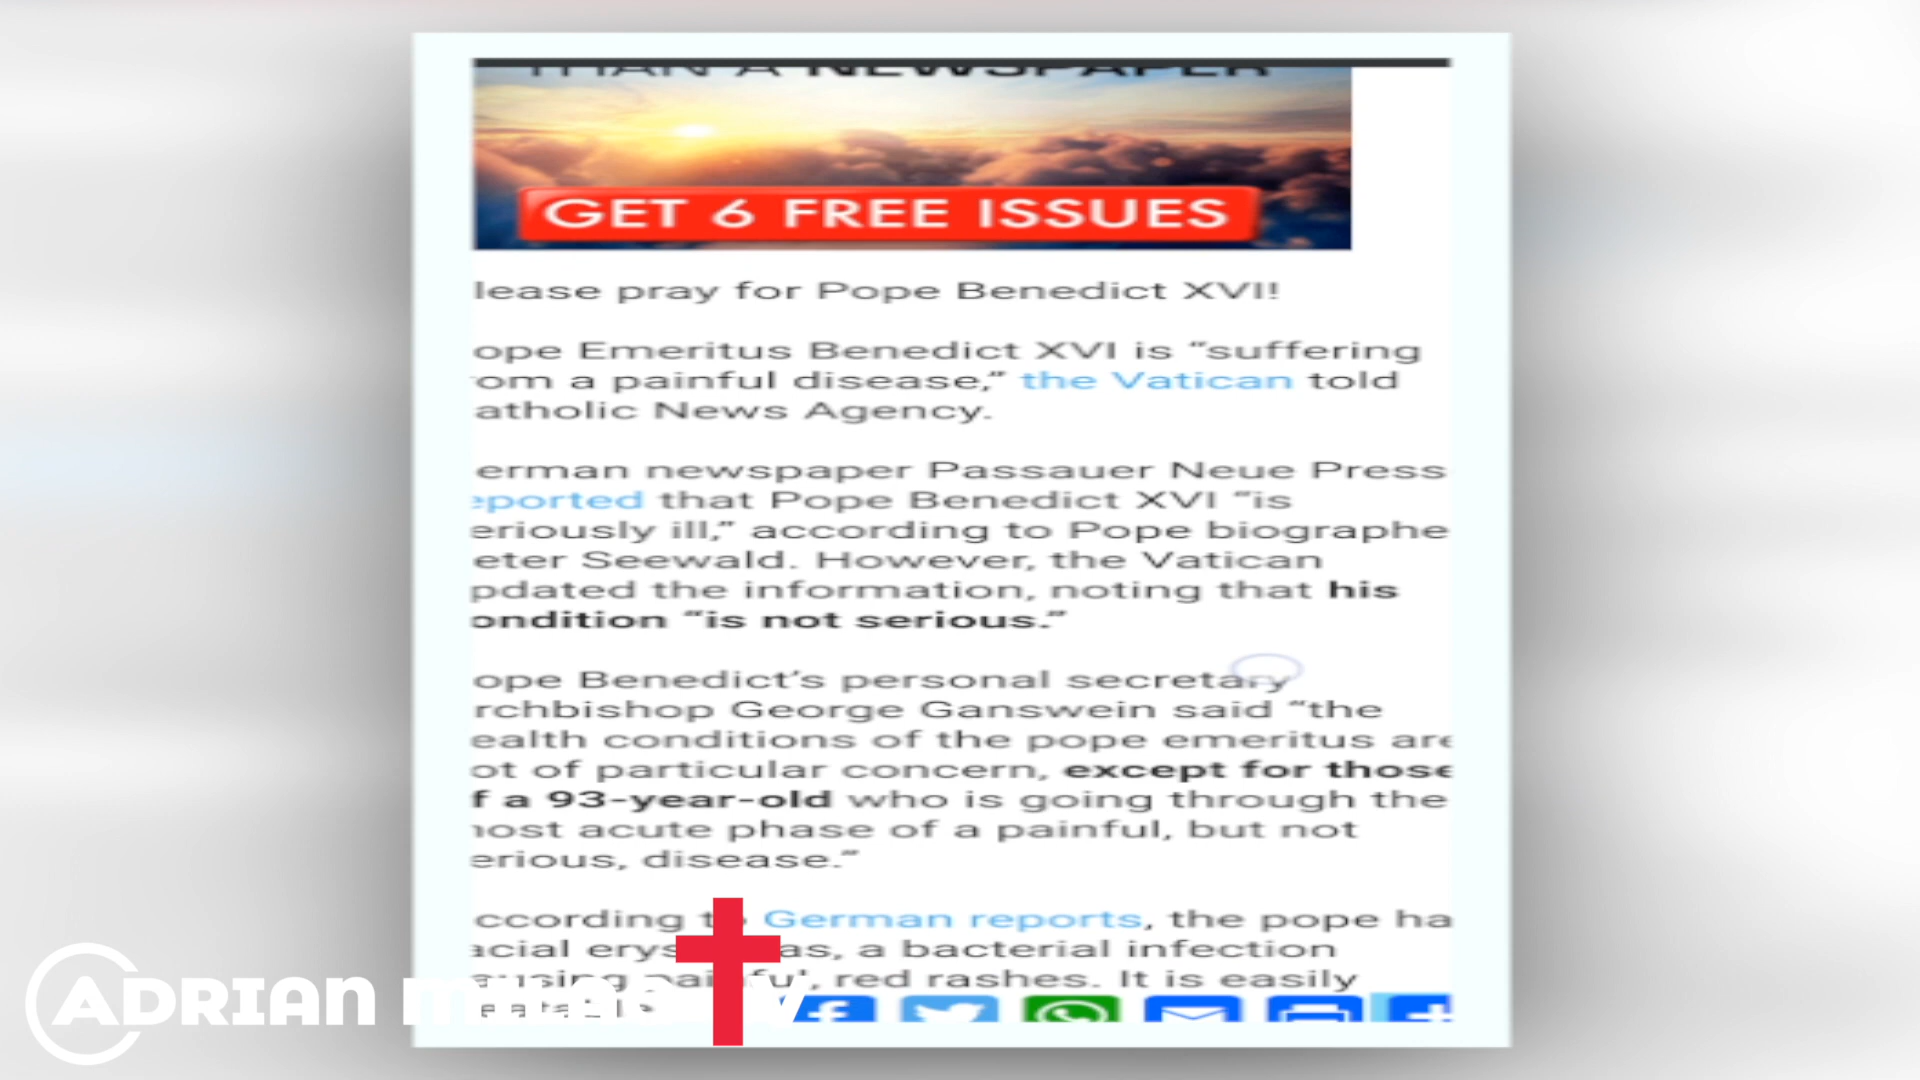 THAN A NEWSPAPER
GET 6 FREE ISSUES
lease pray for Pope Benedict XVI!
ope Emeritus Benedict XVI is “suffering
om a painful disease,” the Vatican told
atholic News Agency.
erman newspaper Passauer Neue Press
eported that Pope Benedict XVI “is
eriously ill,” according to Pope biographe
eter Seewald. However, the Vatican
pdated the information, noting that his
ondition “is not serious.”
ope Benedict’s personal secretary
rchbishop George Ganswein said “the
ealth conditions of the pope emeritus are
ot of particular concern, except for those
f a 93-year-old who is going through the
ost acute phase of a painful, but not
erious, disease.”
ccording German reports, the pope ha
acial a bacterial infection
red rashes. It is easily
ADRIAN TV